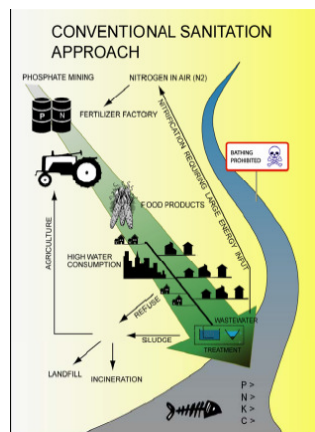 CONVENTIONAL SANITATION
APPROACH
PHOSPHATE MINING
NITROGEN IN AIR (N2)
P
N
FERTILIZER FACTORY
NITRIFICATION REQUIRING LARGE ENERGY INPUT
BATHING
PROHIBITED
FOOD PRODUCTS
AGRICULTURE
HIGH WATER
CONSUMPTION
REFUSE
WASTEWATER
SLUDGE
TREATMENT
LANDFILL
INCINERATION
P >
N >
K >
C >